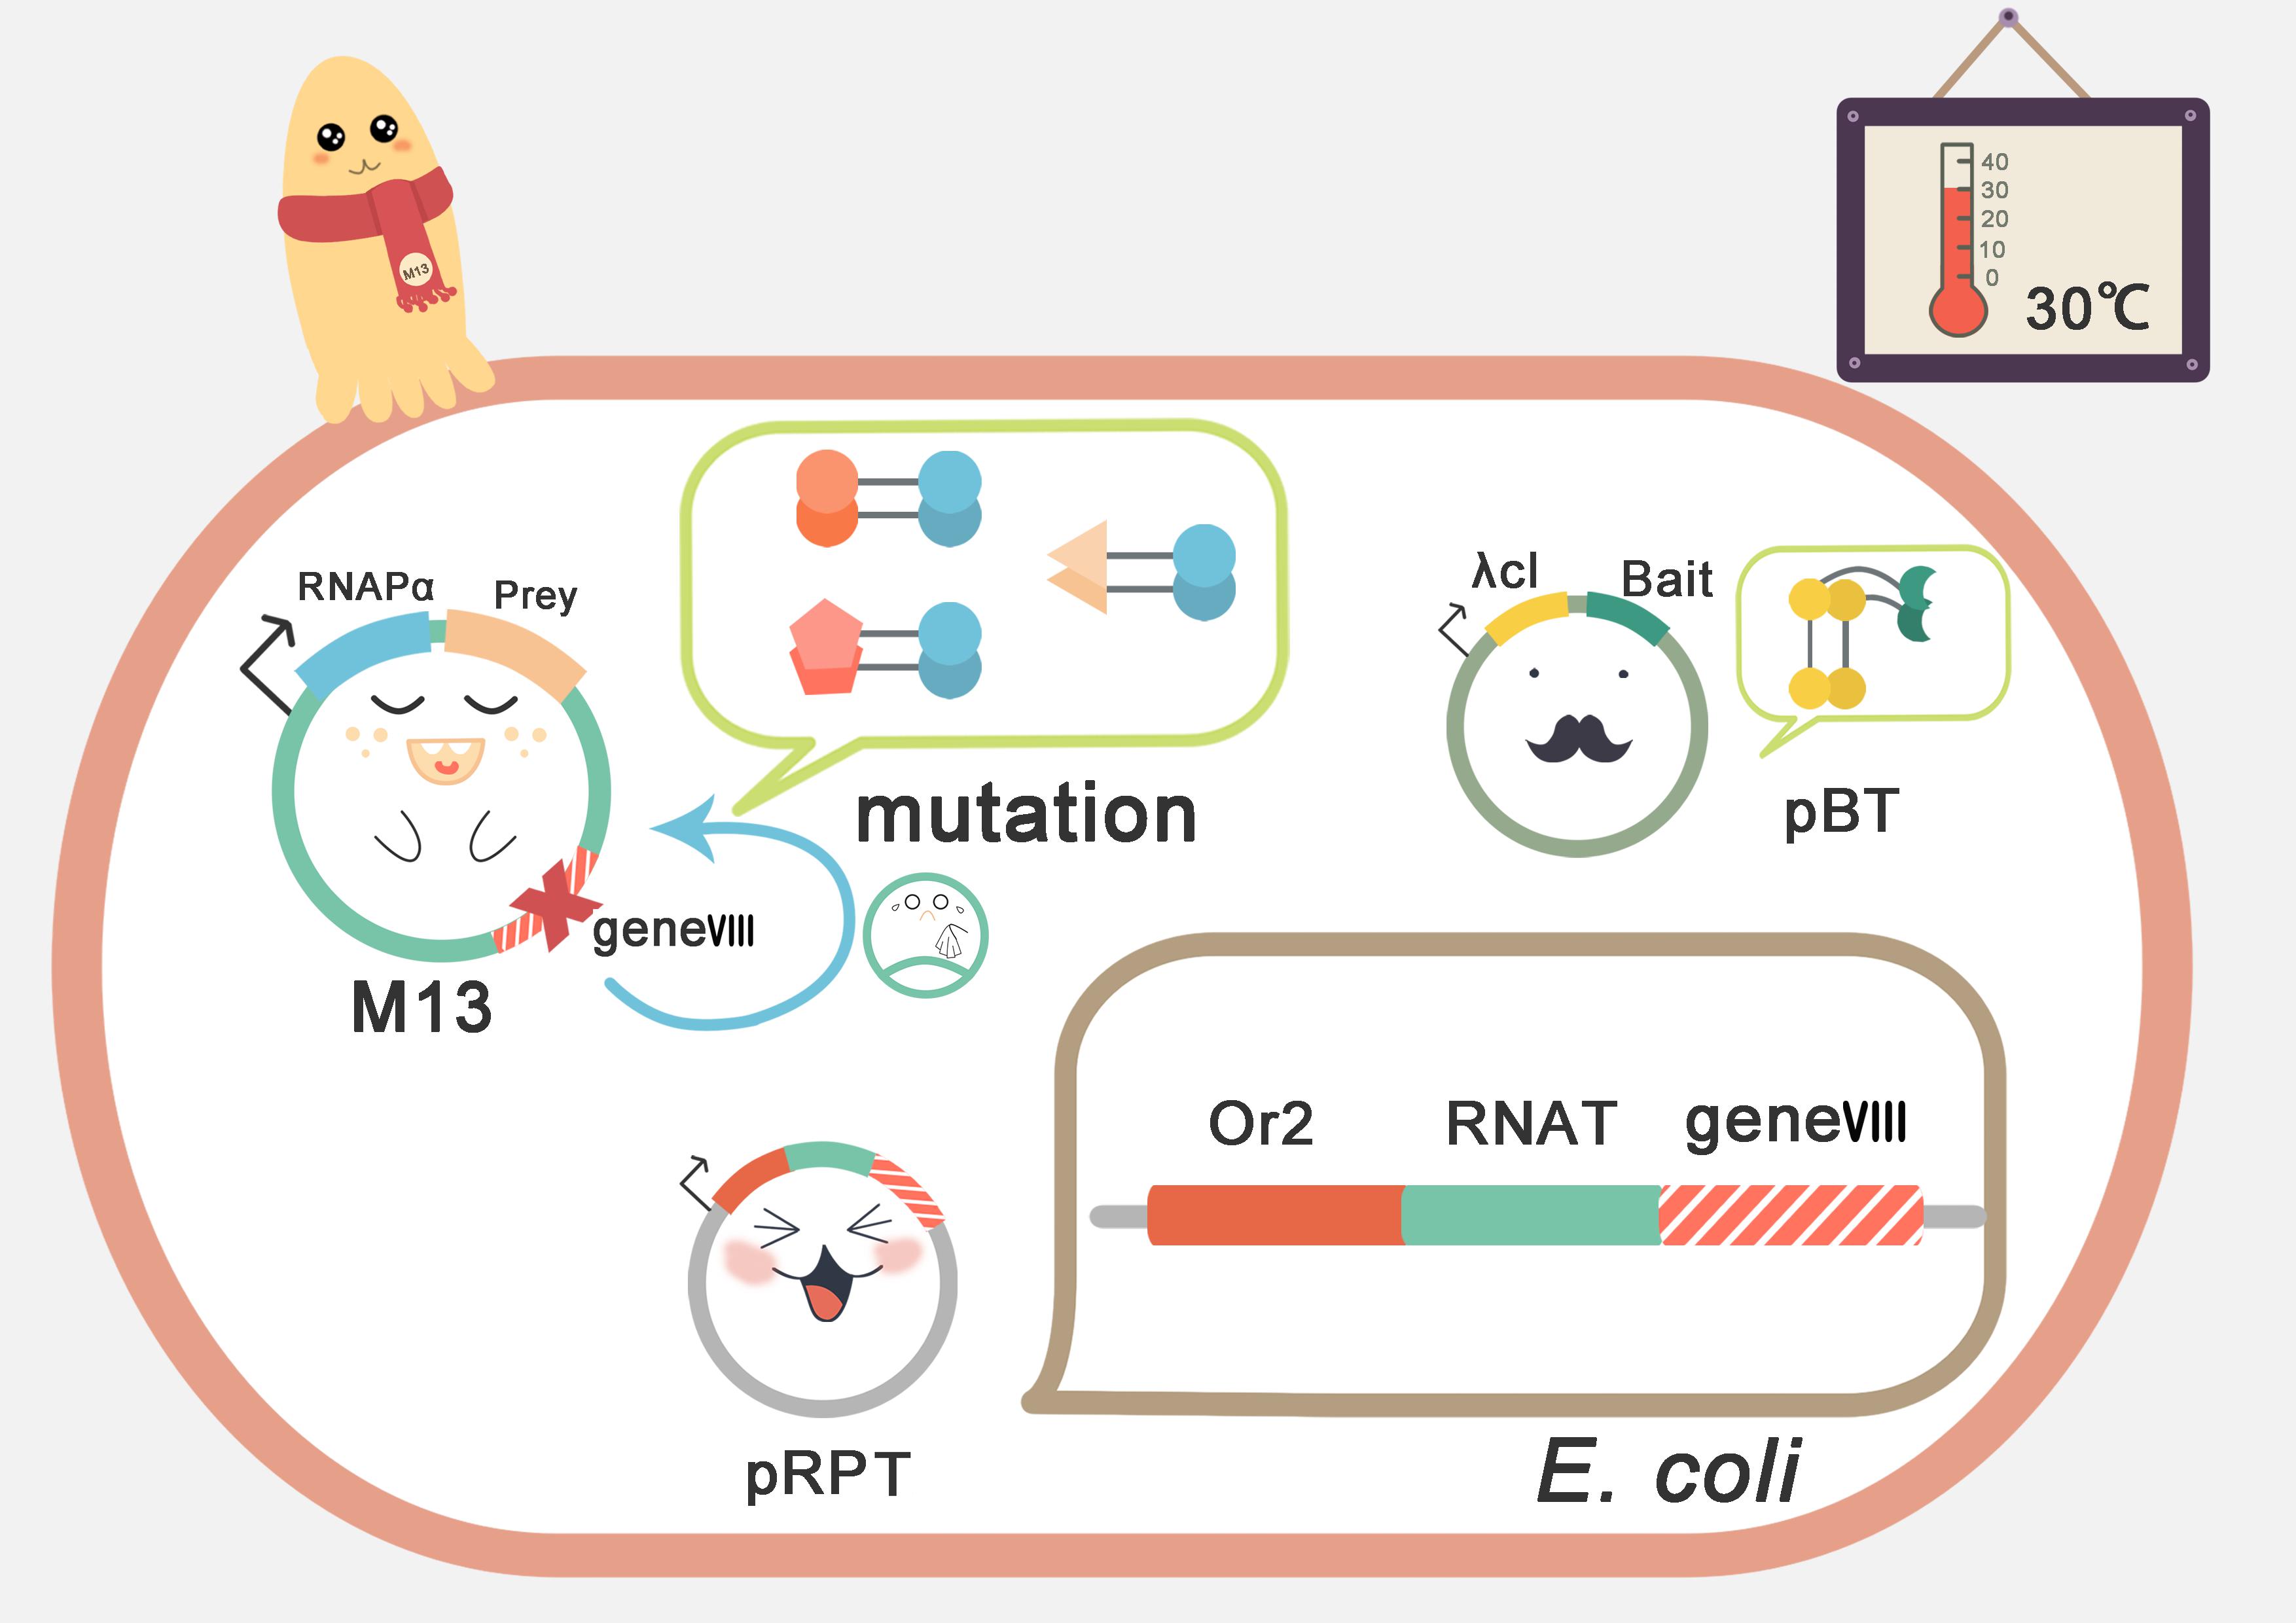 M13
40
30
20
10
0
30℃
RNAPα
Prey
λcI
Bait
mutation
pBT
geneⅧ
M13
Or2
RNAT
geneⅧ
pRPT
E. coli